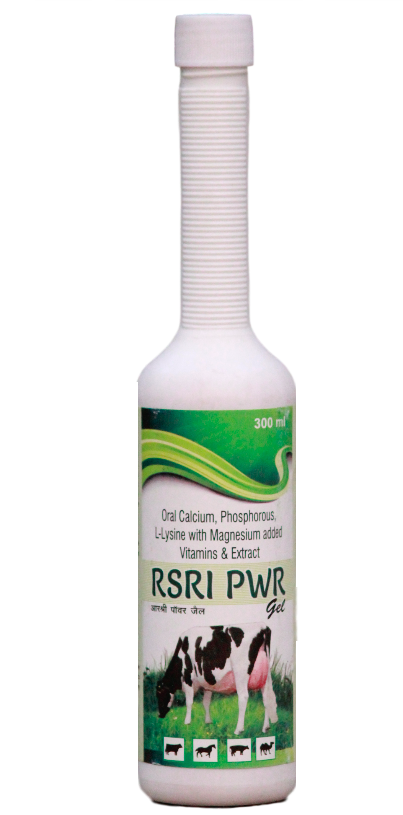 300 ml
Oral Calcium, Phosphorous,
L-Lysine with Magnesium added
Vitamins & Extract
RSRI PWR
Gel
आरश्री पॉवर जैल